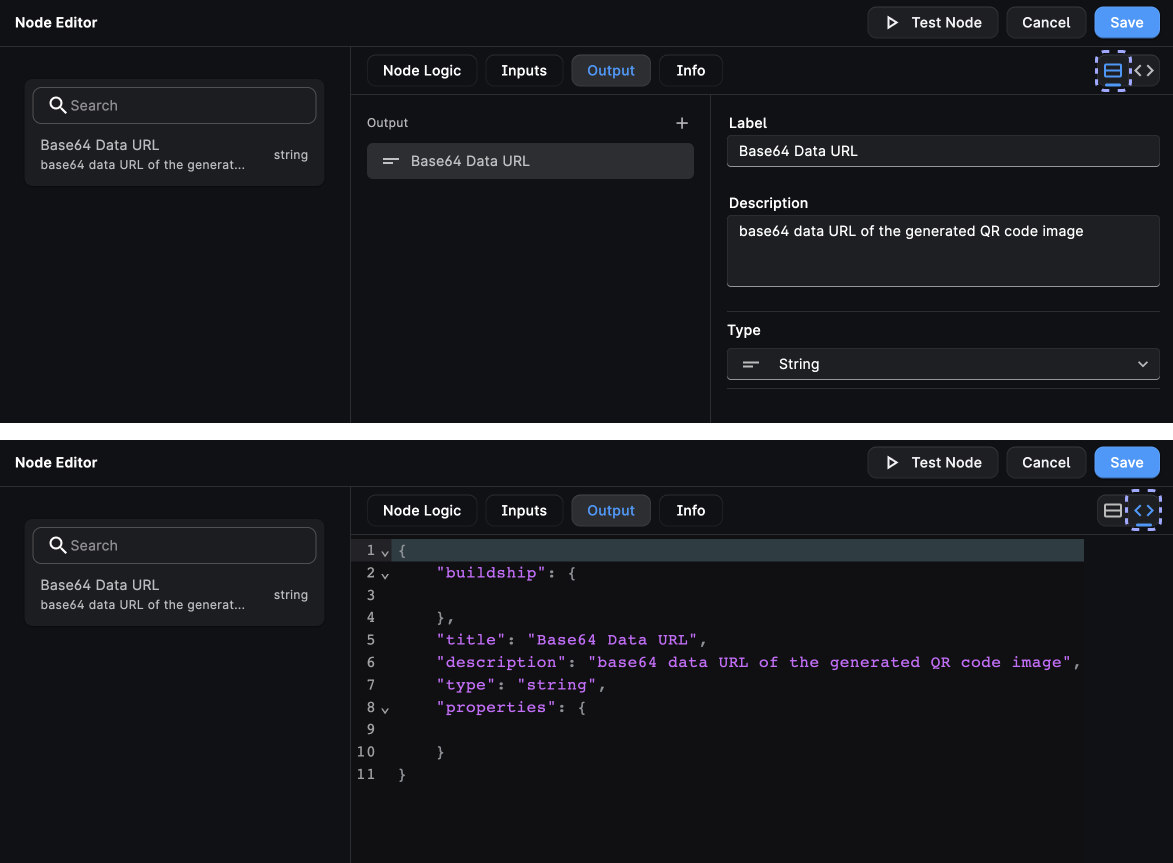 Node Editor
Test Node
Cancel
Save
Search
Base64 Data URL
base64 data URL of the generat...
string
Node Logic
Inputs
Output
Info
Output
Base64 Data URL
Label
Base64 Data URL
Description
base64 data URL of the generated QR code image
Type
String
Node Editor
Test Node
Cancel
Save
Search
Base64 Data URL
base64 data URL of the generat...
string
Node Logic
Inputs
Output
Info
1 {
2 "buildship": {
3
4 },
5 "title": "Base64 Data URL",
6 "description": "base64 data URL of the generated QR code image",
7 "type": "string",
8 "properties": {
9
10 }
11 }